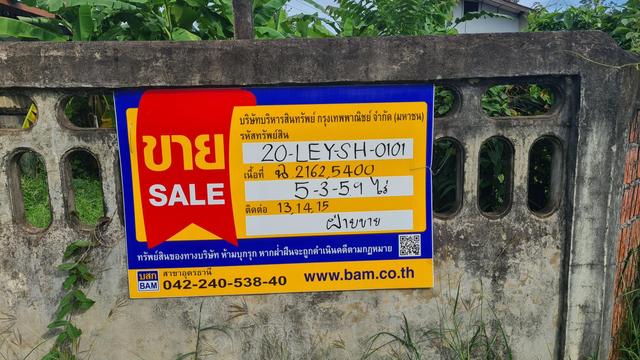 ขาย
SALE
บริษัทบริหารสินทรัพย์ กรุงเทพพาณิชย์ จำกัด (มหาชน)
รหัสทรัพย์สิน
20-LEY-SH-0101
เนื้อที่ ฉ. 2162,5400
5-3-59 ไร่
ติดต่อ 13,14,15
ฝ่ายขาย
ทรัพย์สินของทางบริษัท ห้ามบุกรุก หากฝ่าฝืนจะถูกดำเนินคดีตามกฎหมาย
บสก
BAM
สาขาอุดรธานี
042-240-538-40
www.bam.co.th